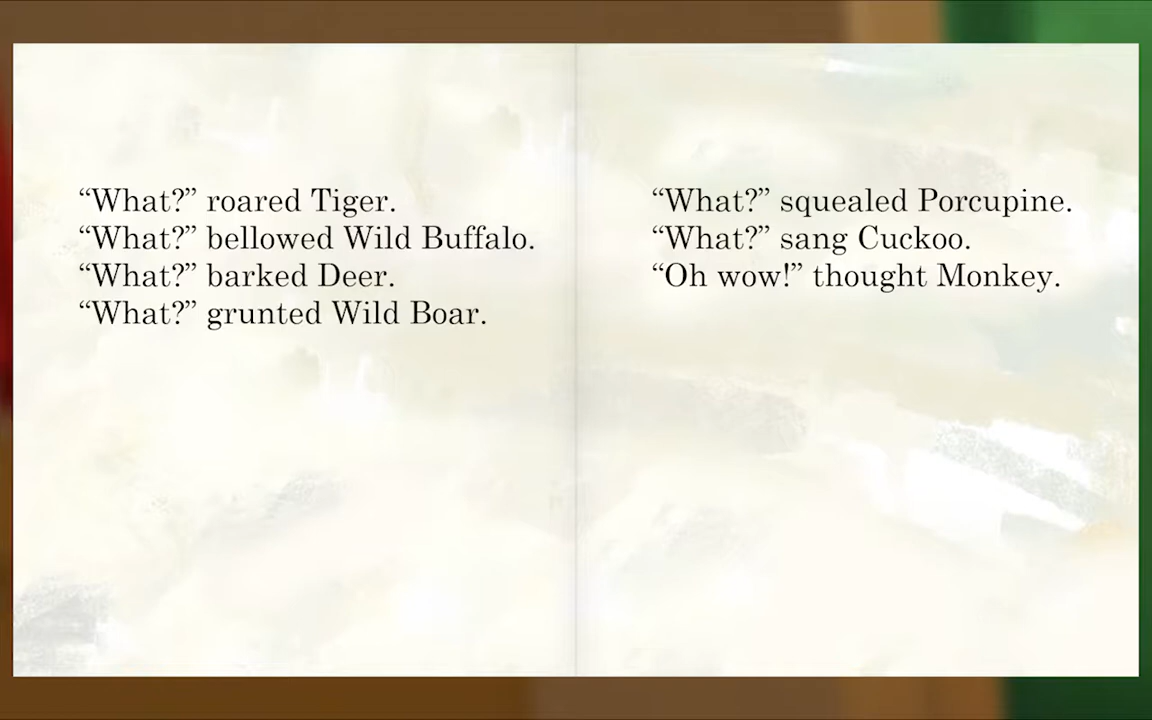 “What?” roared Tiger.
“What?” bellowed Wild Buffalo.
“What?” barked Deer.
“What?” grunted Wild Boar.
“What?” squealed Porcupine.
“What?” sang Cuckoo.
“Oh wow!” thought Monkey.